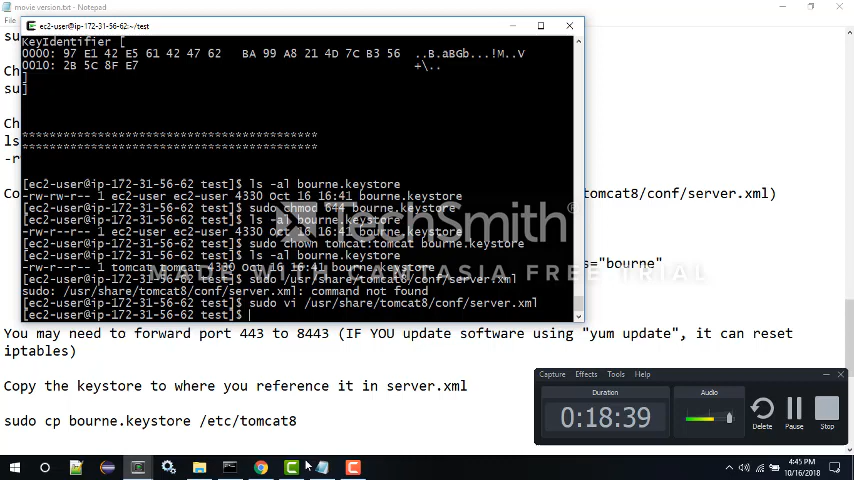 movie version.txt - Notepad
File
su
ec2-user@ip-172-31-56-62:~/test
KeyIdentifier [
0000: 97 E1 42 E5 61 42 47 62   BA 99 A8 21 4D 7C B3 56  ..B.aBGb...!M..V
0010: 2B 5C 8F E7                                        +\..
]
]
Ch
Ch
ls
-r
*******************************************
*******************************************
[ec2-user@ip-172-31-56-62 test]$ ls -al bourne.keystore
-rw-rw-r-- 1 ec2-user ec2-user 4330 Oct 16 16:41 bourne.keystore
Co
tomcat8/conf/server.xml)
[ec2-user@ip-172-31-56-62 test]$ sudo chmod 644 bourne.keystore
[ec2-user@ip-172-31-56-62 test]$ ls -al bourne.keystore
-rw-r--r-- 1 ec2-user ec2-user 4330 Oct 16 16:41 bourne.keystore
[ec2-user@ip-172-31-56-62 test]$ sudo chown tomcat:tomcat bourne.keystore
[ec2-user@ip-172-31-56-62 test]$ ls -al bourne.keystore
s="bourne"
-rw-r--r-- 1 tomcat tomcat 4330 Oct 16 16:41 bourne.keystore
[ec2-user@ip-172-31-56-62 test]$ sudo /usr/share/tomcat8/conf/server.xml
sudo: /usr/share/tomcat8/conf/server.xml: command not found
[ec2-user@ip-172-31-56-62 test]$ sudo vi /usr/share/tomcat8/conf/server.xml
[ec2-user@ip-172-31-56-62 test]$
TechSmith®
MADE WITH CAMTASIA FREE TRIAL
You may need to forward port 443 to 8443 (IF YOU update software using "yum update", it can reset
iptables)
Copy the keystore to where you reference it in server.xml
sudo cp bourne.keystore /etc/tomcat8
Capture Effects Tools Help
Duration
0:18:39
Audio
Delete Pause Stop
4:45 PM
10/16/2018